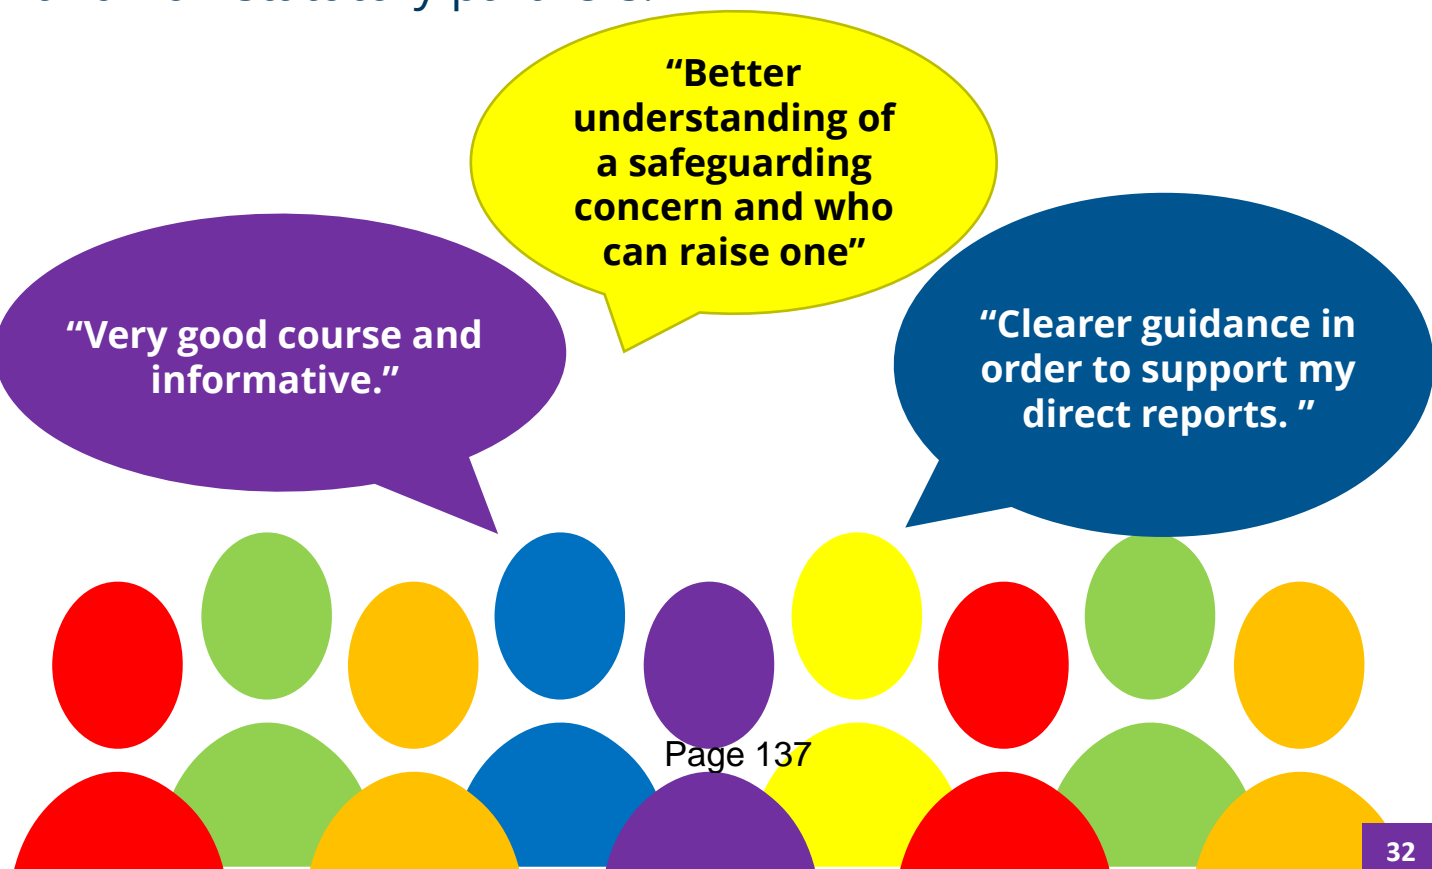 “Better
understanding of
a safeguarding
concern and who
can raise one”
“Very good course and
informative.”
“Clearer guidance in
order to support my
direct reports. ”
Page 137
32